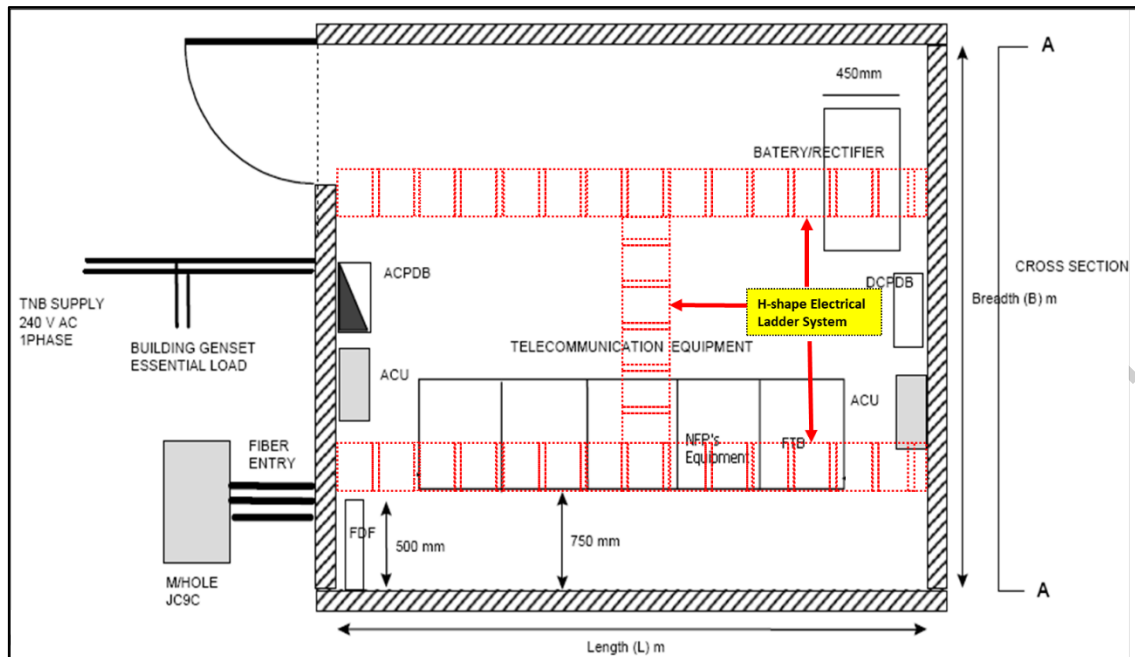 A
450mm
BATERY/RECTIFIER
ACPDB
DCPDB
CROSS SECTION
Breadth (B) m
TNB SUPPLY
240 V AC
1PHASE
BUILDING GENSET
ESSENTIAL LOAD
H-shape Electrical
Ladder System
TELECOMMUNICATION EQUIPMENT
ACU
ACU
FIBER
ENTRY
NFP's
Equipment
FTB
FDF
500 mm
750 mm
M/HOLE
JC9C
A
Length (L) m